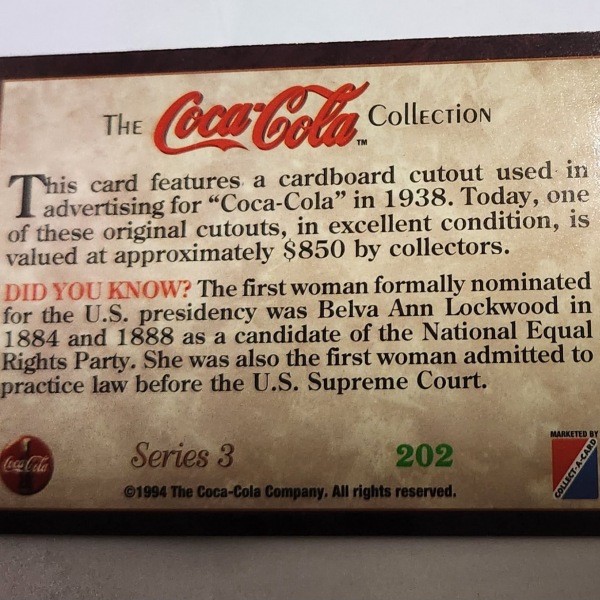 THE Coca-Cola™ COLLECTION
This card features a cardboard cutout used in
advertising for "Coca-Cola" in 1938. Today, one
of these original cutouts, in excellent condition, is
valued at approximately $850 by collectors.
DID YOU KNOW? The first woman formally nominated
for the U.S. presidency was Belva Ann Lockwood in
1884 and 1888 as a candidate of the National Equal
Rights Party. She was also the first woman admitted to
practice law before the U.S. Supreme Court.
Coca-Cola
Series 3
202
MARKETED BY
COLLECT-A-CARD
©1994 The Coca-Cola Company. All rights reserved.